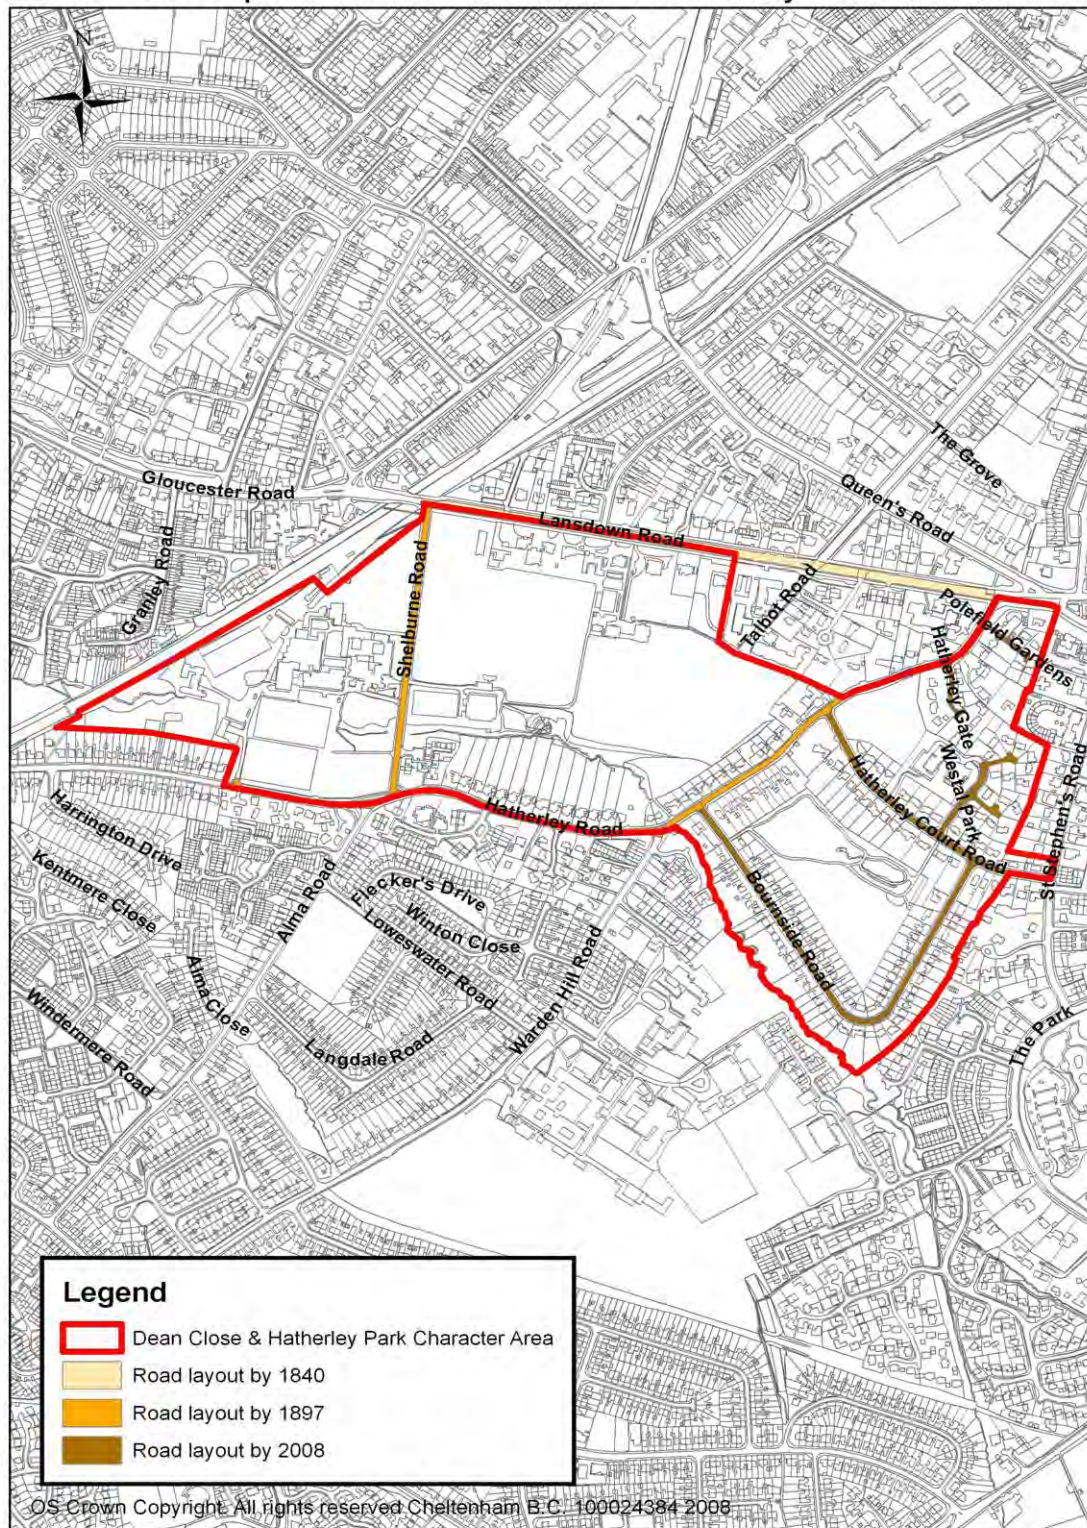 N
The Grove
Queen's Road
Gloucester Road
Lansdown Road
Granley Road
Shelburne Road
Talbot Road
Polefield Gardens
Hatherley Gate
Westal Park
Hatherley Court Road
St Stephen's Road
Hatherley Road
Harrington Drive
Kentmere Close
Alma Road
Flecker's Drive
Winton Close
Loweswater Road
Bournside Road
Alma Close
Warden Hill Road
Windermere Road
Langdale Road
The Park
Legend
Dean Close & Hatherley Park Character Area
Road layout by 1840
Road layout by 1897
Road layout by 2008
OS Crown Copyright. All rights reserved Cheltenham B.C. 100024384 2008